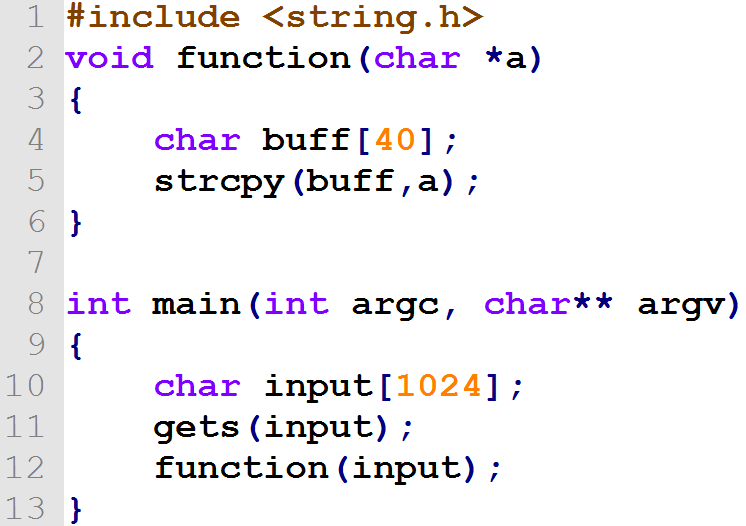 1 #include <string.h>
2 void function(char *a)
3 {
4     char buff[40];
5     strcpy(buff,a);
6 }
7
8 int main(int argc, char** argv)
9 {
10     char input[1024];
11     gets(input);
12     function(input);
13 }